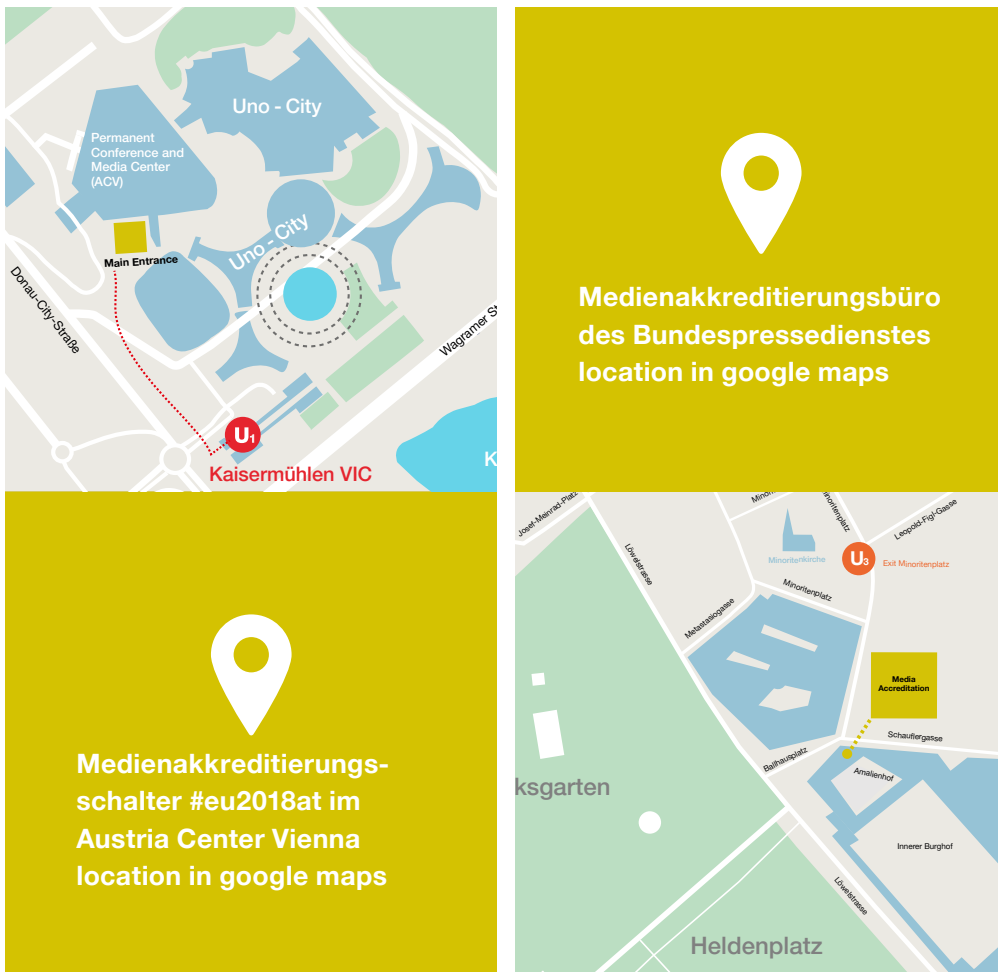 Uno - City
Permanent
Conference and
Media Center
(ACV)
Uno - City
Main Entrance
Donau-City-Straße
Wagramer St
U1
Kaisermühlen VIC
K
Medienakkreditierungsbüro
des Bundespressedienstes
location in google maps
Medienakkreditierungs-
schalter #eu2018at im
Austria Center Vienna
location in google maps
Josef-Meinrad-Platz
Löwelstrasse
Minoritenplatz
Leopold-Figl-Gasse
Minoritenkirche
U3
Exit Minoritenplatz
Minoritenplatz
Metastasiogasse
Media
Accreditation
Schauflergasse
Ballhausplatz
Amalienhof
ksgarten
Innerer Burghof
Löwelstrasse
Heldenplatz